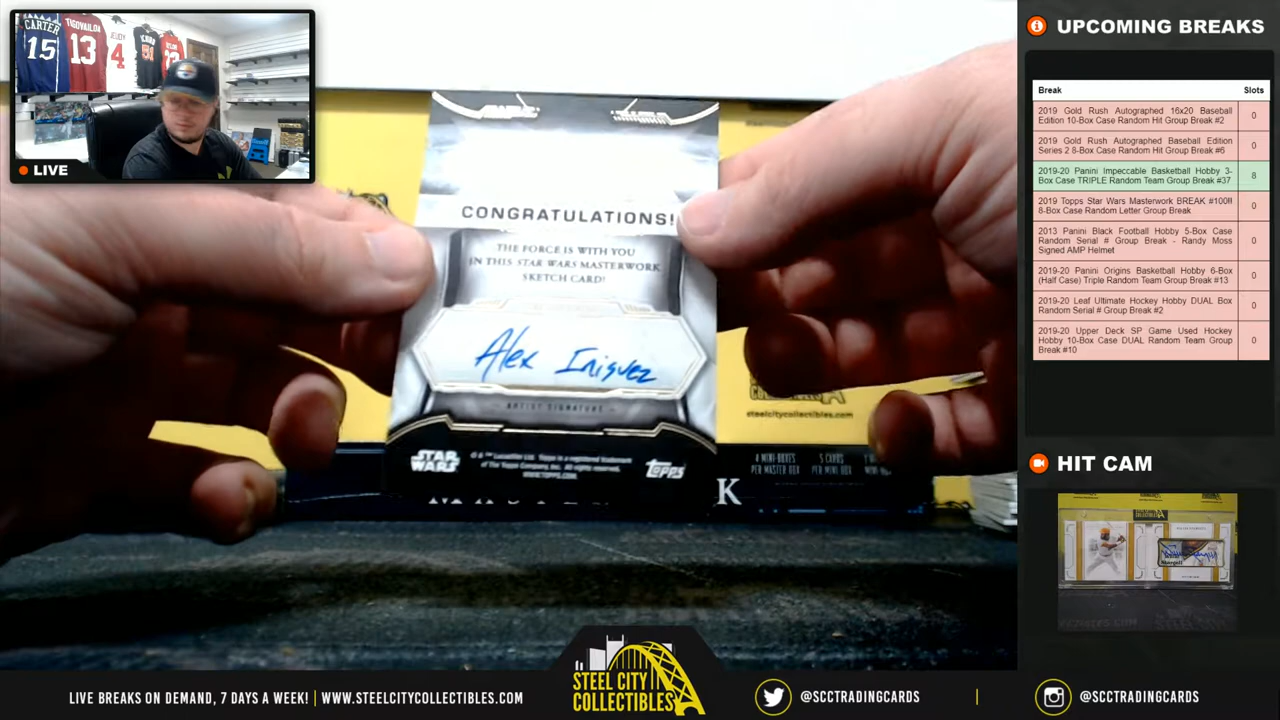 CARTER
15
TAGOVAILOA
13
JEUDY
4
LIVE
CONGRATULATIONS!
THE FORCE IS WITH YOU
IN THIS STAR WARS MASTERWORK
SKETCH CARD!
Alex Iniguez
ARTIST SIGNATURE
STAR
WARS
topps
WWW.TOPPS.COM
K
COLLECTIBLES
steelcitycollectibles.com
4 MINI-BOXES
PER MASTER BOX
5 CARDS
PER MINI BOX
UPCOMING BREAKS
Break Slots
2019 Gold Rush Autographed 16x20 Baseball
Edition 10-Box Case Random Hit Group Break #2 0
2019 Gold Rush Autographed Baseball Edition
Series 2 8-Box Case Random Hit Group Break #6 0
2019-20 Panini Impeccable Basketball Hobby 3-
Box Case TRIPLE Random Team Group Break #37 8
2019 Topps Star Wars Masterwork BREAK #100!!
8-Box Case Random Letter Group Break 0
2013 Panini Black Football Hobby 5-Box Case
Random Serial # Group Break - Randy Moss
Signed AMP Helmet 0
2019-20 Panini Origins Basketball Hobby 6-Box
(Half Case) Triple Random Team Group Break #13 0
2019-20 Leaf Ultimate Hockey Hobby DUAL Box
Random Serial # Group Break #2 0
2019-20 Upper Deck SP Game Used Hockey
Hobby 10-Box Case DUAL Random Team Group
Break #10 0
HIT CAM
LIVE BREAKS ON DEMAND, 7 DAYS A WEEK! | WWW.STEELCITYCOLLECTIBLES.COM
STEEL CITY
COLLECTIBLES
@SCCTRADINGCARDS
@SCCTRADINGCARDS